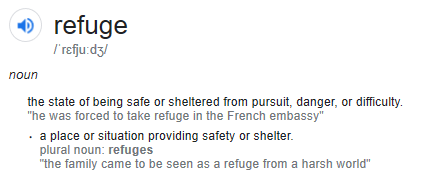 refuge
/ˈrɛfjuːdʒ/
noun
the state of being safe or sheltered from pursuit, danger, or difficulty.
"he was forced to take refuge in the French embassy"
• a place or situation providing safety or shelter.
plural noun: refuges
"the family came to be seen as a refuge from a harsh world"